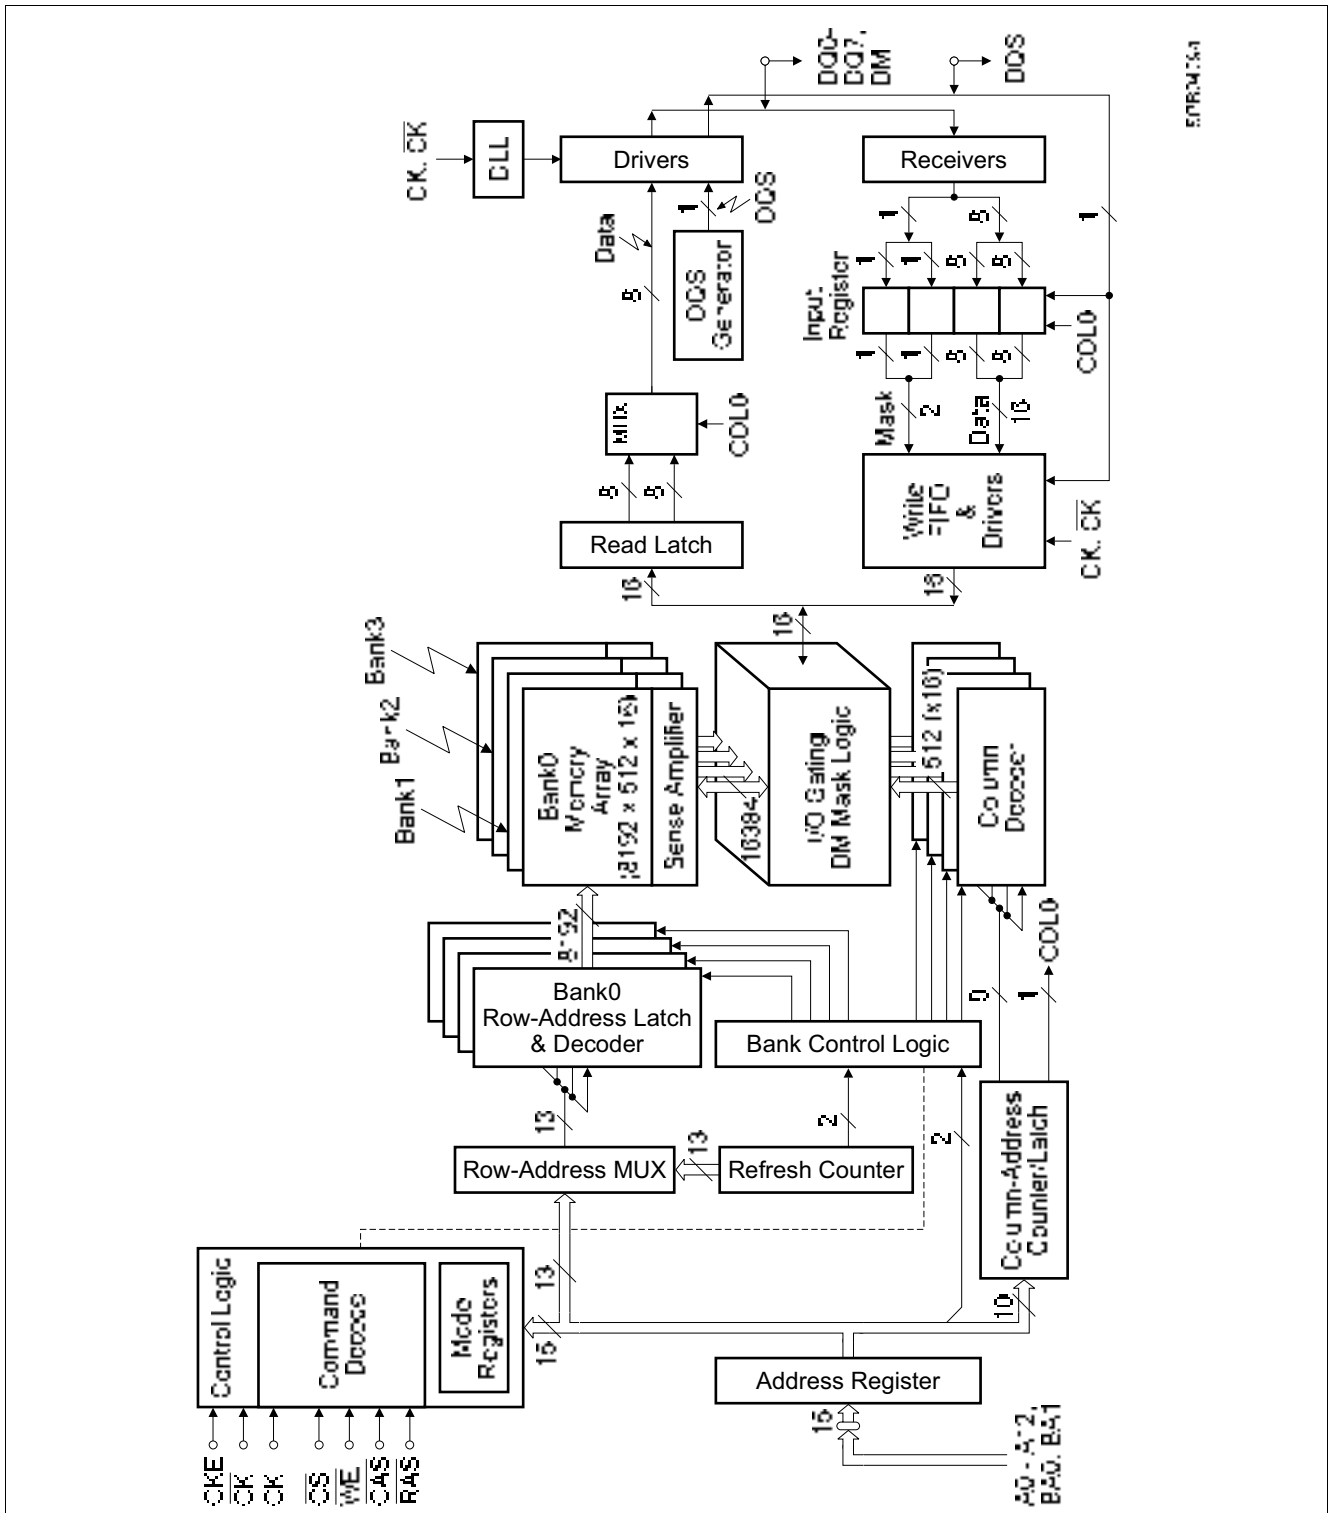 DQ0-
DQ7,
DM
DQS
CK, CK
DLL
Drivers
Receivers
Data
1
DQS
8
DQS
Generator
1
8
1
1
1
8
8
Input
Register
1
1
8
8
COL0
MUX
COL0
Mask
2
Data
16
8
8
Read Latch
Write
FIFO
&
Drivers
CK, CK
16
16
16
Bank3
Bank2
Bank1
Bank0
Memory
Array
(8192 x 512 x 16)
Sense Amplifier
16384
I/O Gating
DM Mask Logic
512 (x16)
Column
Decoder
8192
Bank0
Row-Address Latch
& Decoder
Bank Control Logic
9
1
COL0
13
13
2
2
Row-Address MUX
Refresh Counter
Column-Address
Counter/Latch
Control Logic
Command
Decode
Mode
Registers
13
15
10
Address Register
15
CKE
CK
CK
CS
WE
CAS
RAS
A0 - A12,
BA0, BA1